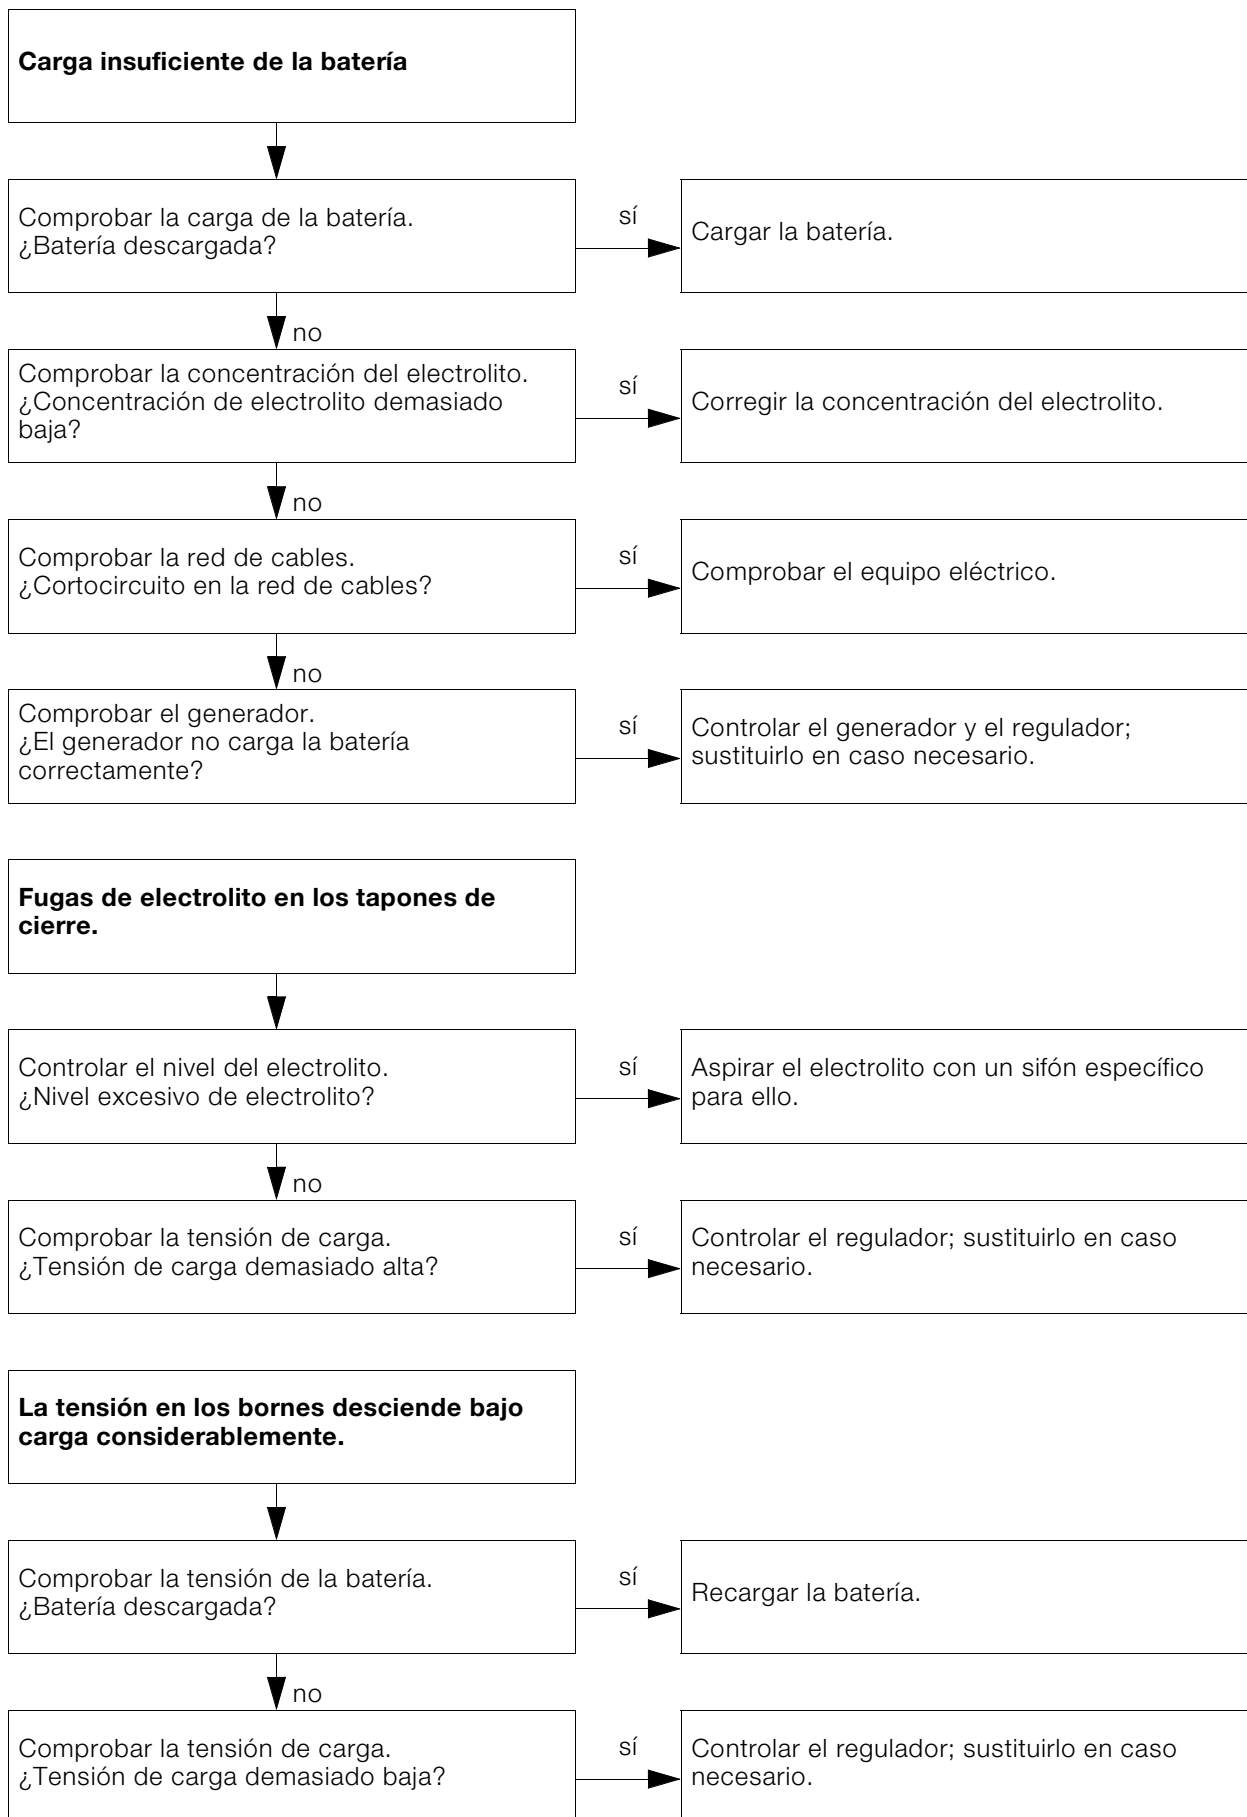 Carga insuficiente de la batería
Comprobar la carga de la batería.
¿Batería descargada?
sí
Cargar la batería.
no
Comprobar la concentración del electrolito.
¿Concentración de electrolito demasiado
baja?
sí
Corregir la concentración del electrolito.
no
Comprobar la red de cables.
¿Cortocircuito en la red de cables?
sí
Comprobar el equipo eléctrico.
no
Comprobar el generador.
¿El generador no carga la batería
correctamente?
sí
Controlar el generador y el regulador;
sustituirlo en caso necesario.
Fugas de electrolito en los tapones de
cierre.
Controlar el nivel del electrolito.
¿Nivel excesivo de electrolito?
sí
Aspirar el electrolito con un sifón específico
para ello.
no
Comprobar la tensión de carga.
¿Tensión de carga demasiado alta?
sí
Controlar el regulador; sustituirlo en caso
necesario.
La tensión en los bornes desciende bajo
carga considerablemente.
Comprobar la tensión de la batería.
¿Batería descargada?
sí
Recargar la batería.
no
Comprobar la tensión de carga.
¿Tensión de carga demasiado baja?
sí
Controlar el regulador; sustituirlo en caso
necesario.